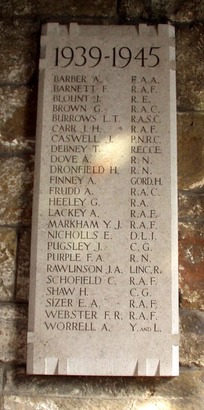 1939-1945
BARBER A. F.A.A.
BARNETT F. R.A.F.
BLOUNT J. R.E.
BROWN G. R.A.C.
BURROWS L.T. R.A.S.C.
CARR J.H. R.A.F.
CASWELL J. P.N.R.C.
DEBNEY T. RECCE.
DOVE A. R.N.
DRONFIELD H. R.N.
FINNEY A. GORD.H.
FRUDD A. R.A.C.
HEELEY G. R.A.
LACKEY A. R.A.F.
MARKHAM Y.J. R.A.F.
NICHOLLS E. D.L.I.
PUGSLEY J. C.G.
PURPLE F.A. R.N.
RAWLINSON J.A. LINC.R.
SCHOFIELD C. R.A.F.
SHAW H. C.G.
SIZER E.A. R.A.F.
WEBSTER F.R. R.A.F.
WORRELL A. Y. AND L.